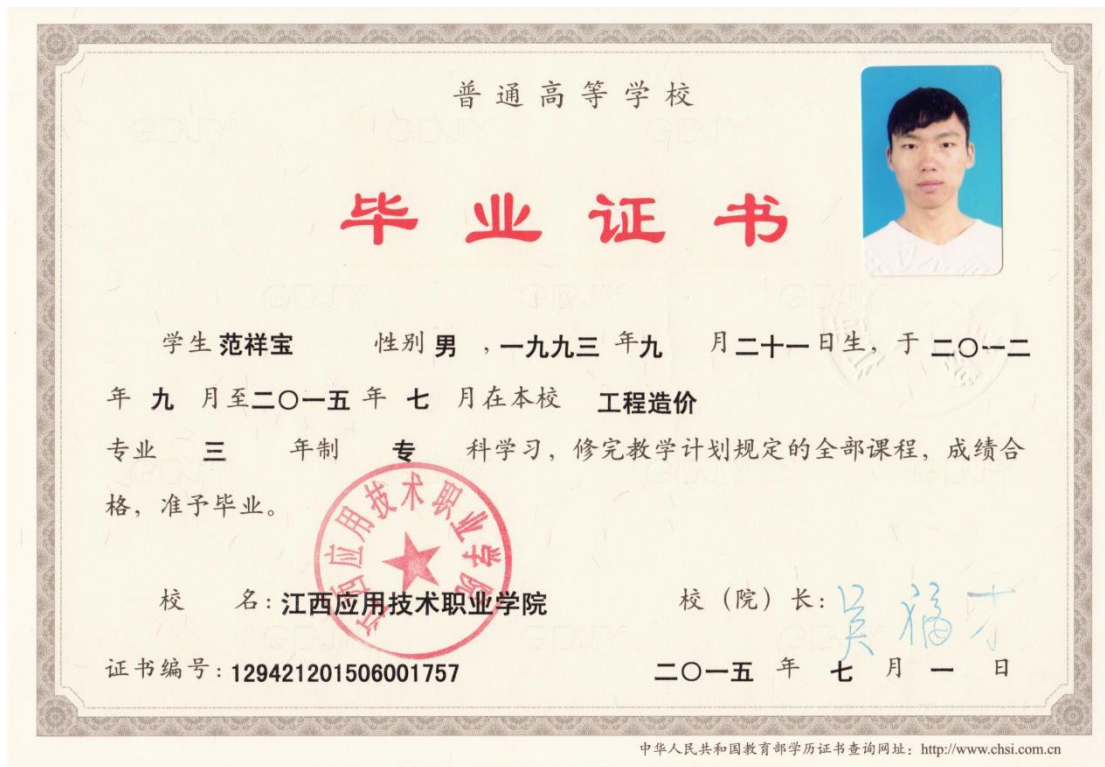 普通高等学校
毕业证书
学生 范祥宝 性别 男 ，一九九三 年九 月二十一日生，于 二〇一二
年 九 月至二〇一五 年 七 月在本校 工程造价
专业 三 年制 专 科学习，修完教学计划规定的全部课程，成绩合
格，准予毕业。
江西应用技术职业学院
校 名：江西应用技术职业学院 校（院）长：吴福才
证书编号：129421201506001757 二〇一五 年 七 月 一 日
中华人民共和国教育部学历证书查询网址：http://www.chsi.com.cn